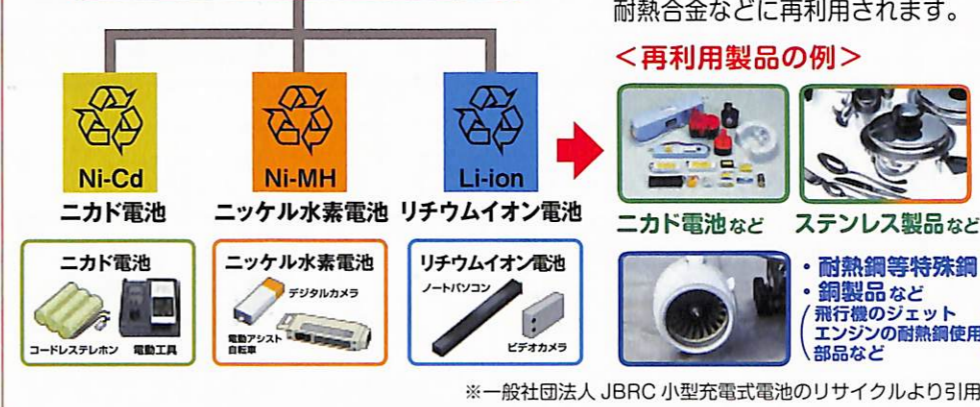 耐熱合金などに再利用されます。
＜再利用製品の例＞
Ni-Cd
Ni-MH
Li-ion
ニカド電池
ニッケル水素電池
リチウムイオン電池
ニカド電池
コードレステレホン
電動工具
ニッケル水素電池
デジタルカメラ
電動アシスト
自転車
リチウムイオン電池
ノートパソコン
ビデオカメラ
ニカド電池など
ステンレス製品など
・耐熱鋼等特殊鋼
・銅製品など
（飛行機のジェット
エンジンの耐熱鋼使用
部品など
※一般社団法人 JBRC 小型充電式電池のリサイクルより引用